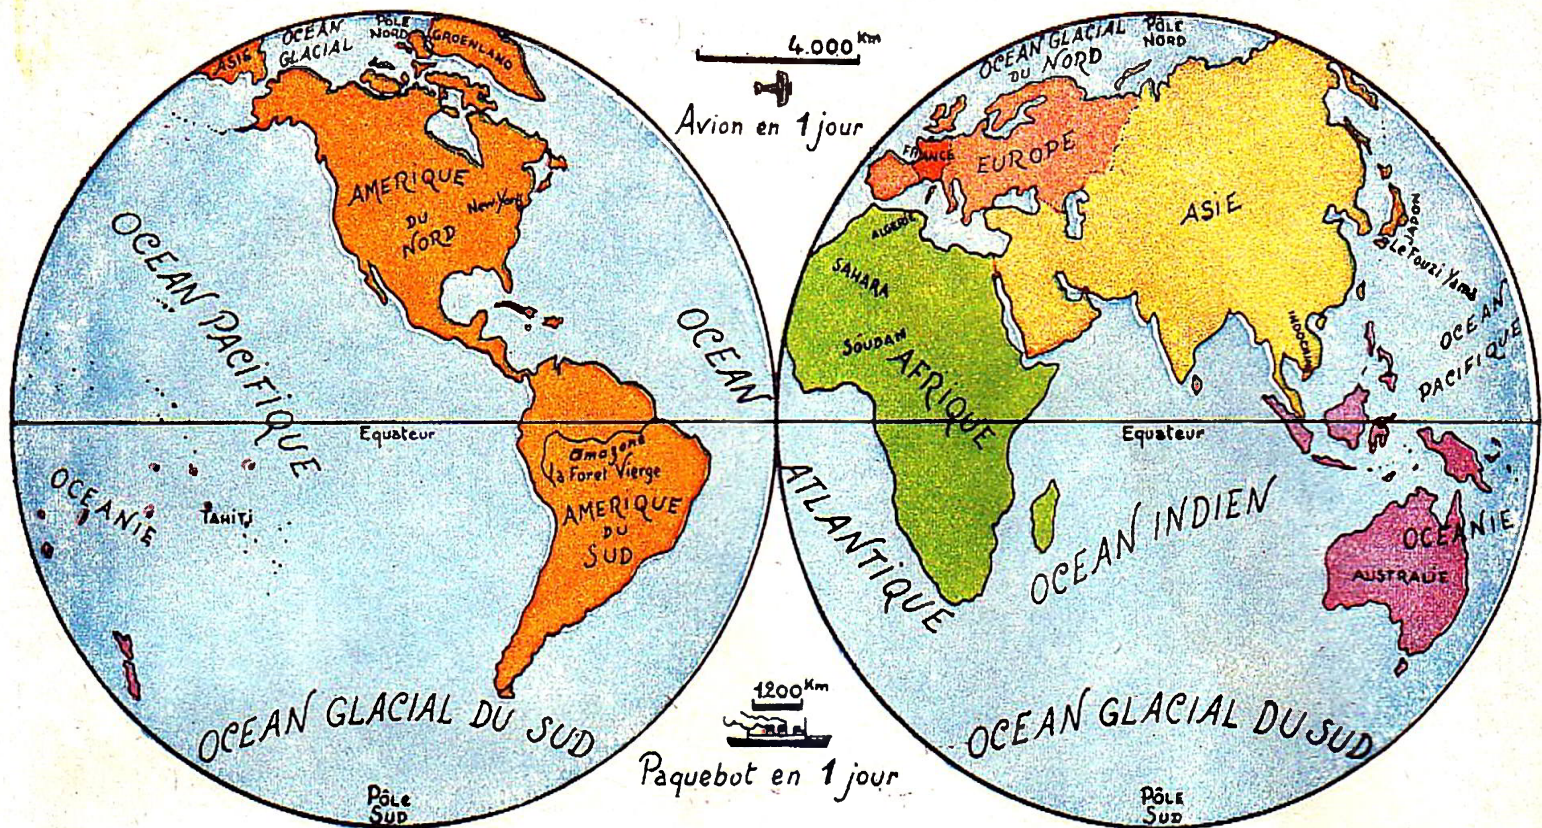 ASIE
OCEAN
GLACIAL
PÔLE
NORD
GROENLAND
AMERIQUE
DU
NORD
New York
OCEAN PACIFIQUE
Equateur
OCEANIE
TAHITI
Amazone
la Foret Vierge
AMERIQUE
DU
SUD
OCEAN GLACIAL DU SUD
PÔLE
SUD
4.000 Km
Avion en 1 jour
OCEAN
ATLANTIQUE
1200 Km
Paquebot en 1 jour
OCEAN GLACIAL
DU NORD
PÔLE
NORD
FRANCE
EUROPE
ASIE
JAPON
Le Fouzi Yama
ALGERIE
SAHARA
SOUDAN
AFRIQUE
INDOCHINE
OCEAN
PACIFIQUE
Equateur
OCEAN INDIEN
OCEANIE
AUSTRALIE
OCEAN GLACIAL DU SUD
PÔLE
SUD